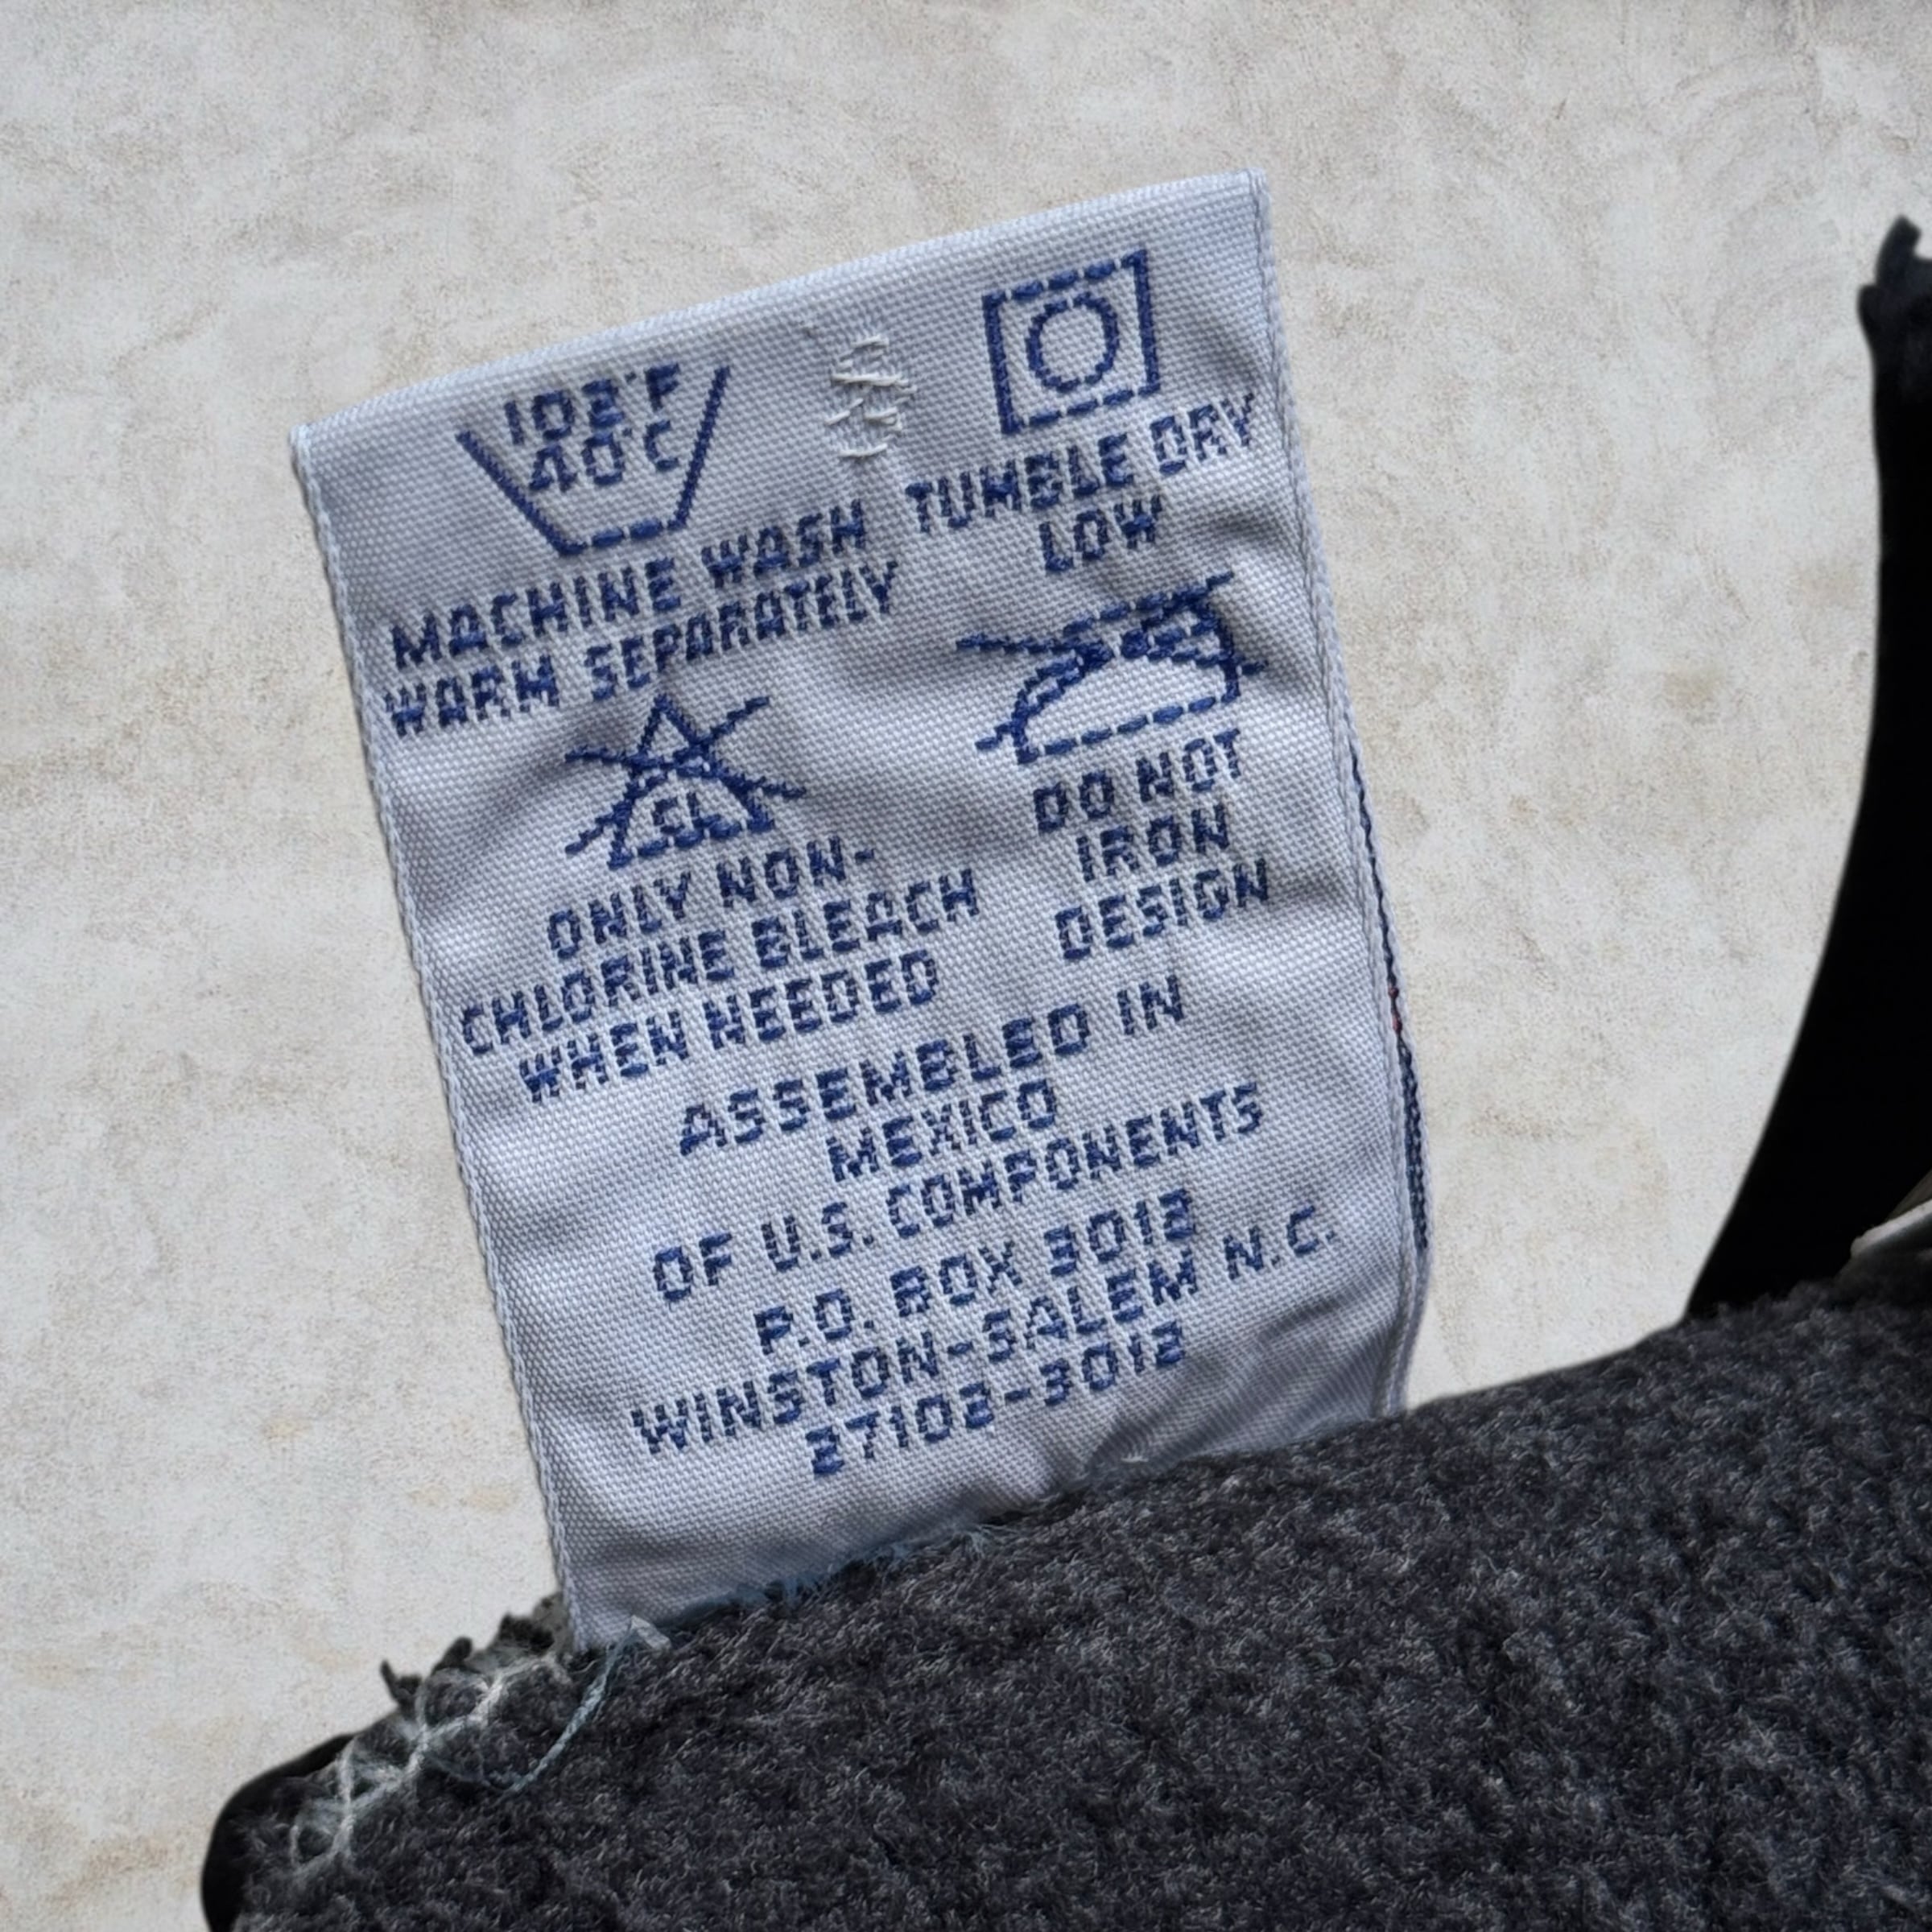 102°F
40°C
MACHINE WASH
WARM SEPARATELY
TUMBLE DRY
LOW
CL
ONLY NON-
CHLORINE BLEACH
WHEN NEEDED
DO NOT
IRON
DESIGN
ASSEMBLED IN
MEXICO
OF U.S. COMPONENTS
P.O. BOX 3012
WINSTON-SALEM N.C.
27102-3012